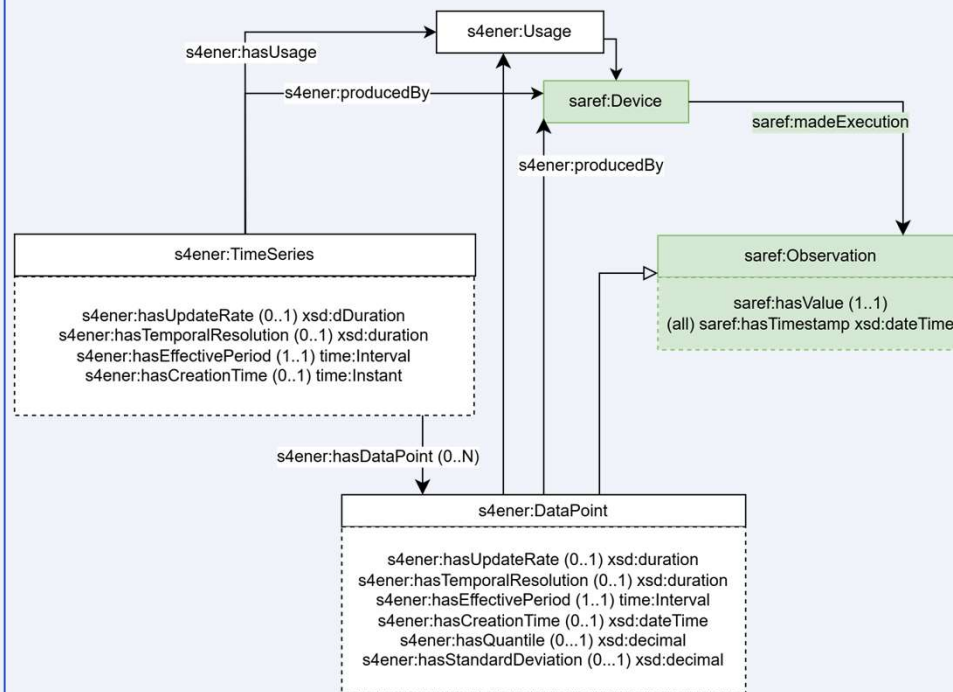 s4ener:Usage
s4ener:hasUsage
s4ener:producedBy
saref:Device
saref:madeExecution
s4ener:producedBy
s4ener:TimeSeries
saref:Observation
s4ener:hasUpdateRate (0..1) xsd:dDuration
s4ener:hasTemporalResolution (0..1) xsd:duration
s4ener:hasEffectivePeriod (1..1) time:Interval
s4ener:hasCreationTime (0..1) time:Instant
saref:hasValue (1..1)
(all) saref:hasTimestamp xsd:dateTime
s4ener:hasDataPoint (0..N)
s4ener:DataPoint
s4ener:hasUpdateRate (0..1) xsd:duration
s4ener:hasTemporalResolution (0..1) xsd:duration
s4ener:hasEffectivePeriod (1..1) time:Interval
s4ener:hasCreationTime (0..1) xsd:dateTime
s4ener:hasQuantile (0...1) xsd:decimal
s4ener:hasStandardDeviation (0...1) xsd:decimal